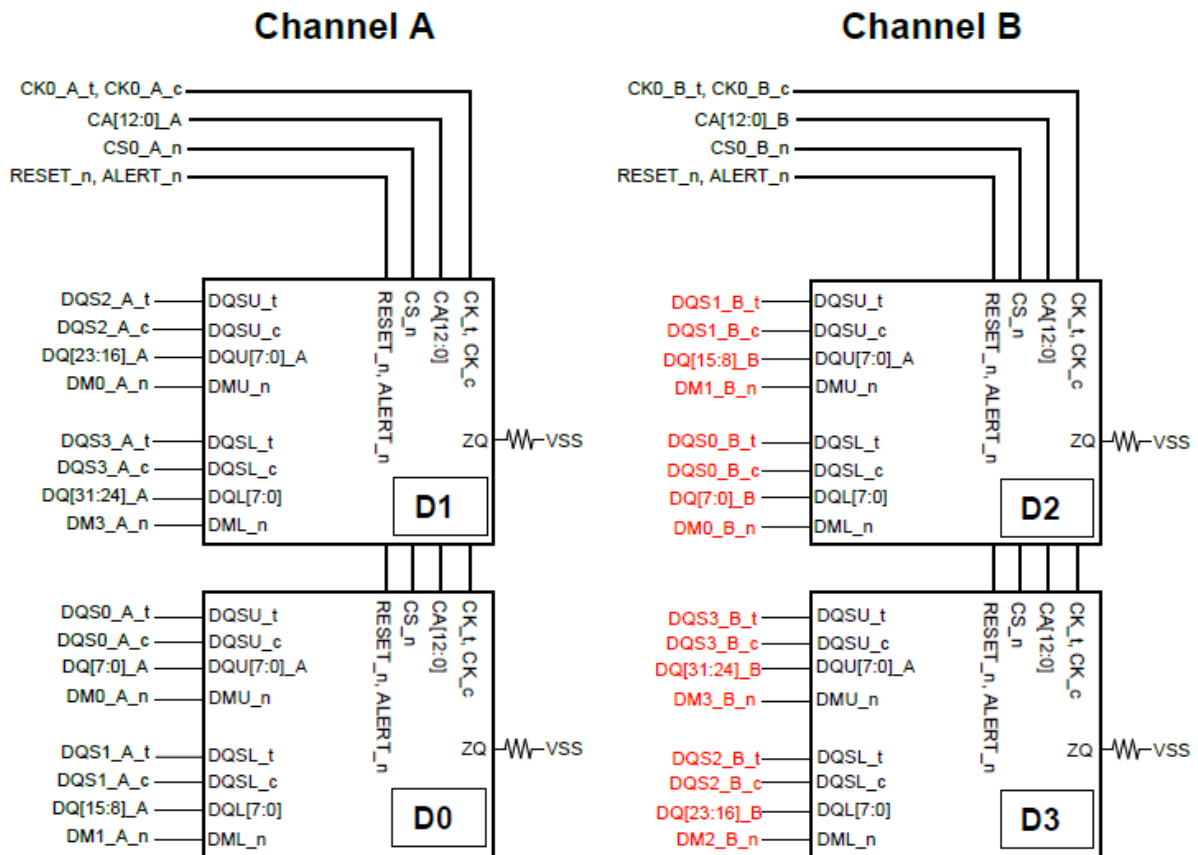 Channel A
CK0_A_t, CK0_A_c
CA[12:0]_A
CS0_A_n
RESET_n, ALERT_n
DQS2_A_t
DQS2_A_c
DQ[23:16]_A
DM0_A_n
DQS3_A_t
DQS3_A_c
DQ[31:24]_A
DM3_A_n
DQSU_t
DQSU_c
DQU[7:0]_A
DMU_n
DQSL_t
DQSL_c
DQL[7:0]
DML_n
RESET_n, ALERT_n
CS_n
CA[12:0]
CK_t, CK_c
ZQ
VSS
D1
DQS0_A_t
DQS0_A_c
DQ[7:0]_A
DM0_A_n
DQS1_A_t
DQS1_A_c
DQ[15:8]_A
DM1_A_n
DQSU_t
DQSU_c
DQU[7:0]_A
DMU_n
DQSL_t
DQSL_c
DQL[7:0]
DML_n
RESET_n, ALERT_n
CS_n
CA[12:0]
CK_t, CK_c
ZQ
VSS
D0
Channel B
CK0_B_t, CK0_B_c
CA[12:0]_B
CS0_B_n
RESET_n, ALERT_n
DQS1_B_t
DQS1_B_c
DQ[15:8]_B
DM1_B_n
DQS0_B_t
DQS0_B_c
DQ[7:0]_B
DM0_B_n
DQSU_t
DQSU_c
DQU[7:0]_A
DMU_n
DQSL_t
DQSL_c
DQL[7:0]
DML_n
RESET_n, ALERT_n
CS_n
CA[12:0]
CK_t, CK_c
ZQ
VSS
D2
DQS3_B_t
DQS3_B_c
DQ[31:24]_B
DM3_B_n
DQS2_B_t
DQS2_B_c
DQ[23:16]_B
DM2_B_n
DQSU_t
DQSU_c
DQU[7:0]_A
DMU_n
DQSL_t
DQSL_c
DQL[7:0]
DML_n
RESET_n, ALERT_n
CS_n
CA[12:0]
CK_t, CK_c
ZQ
VSS
D3